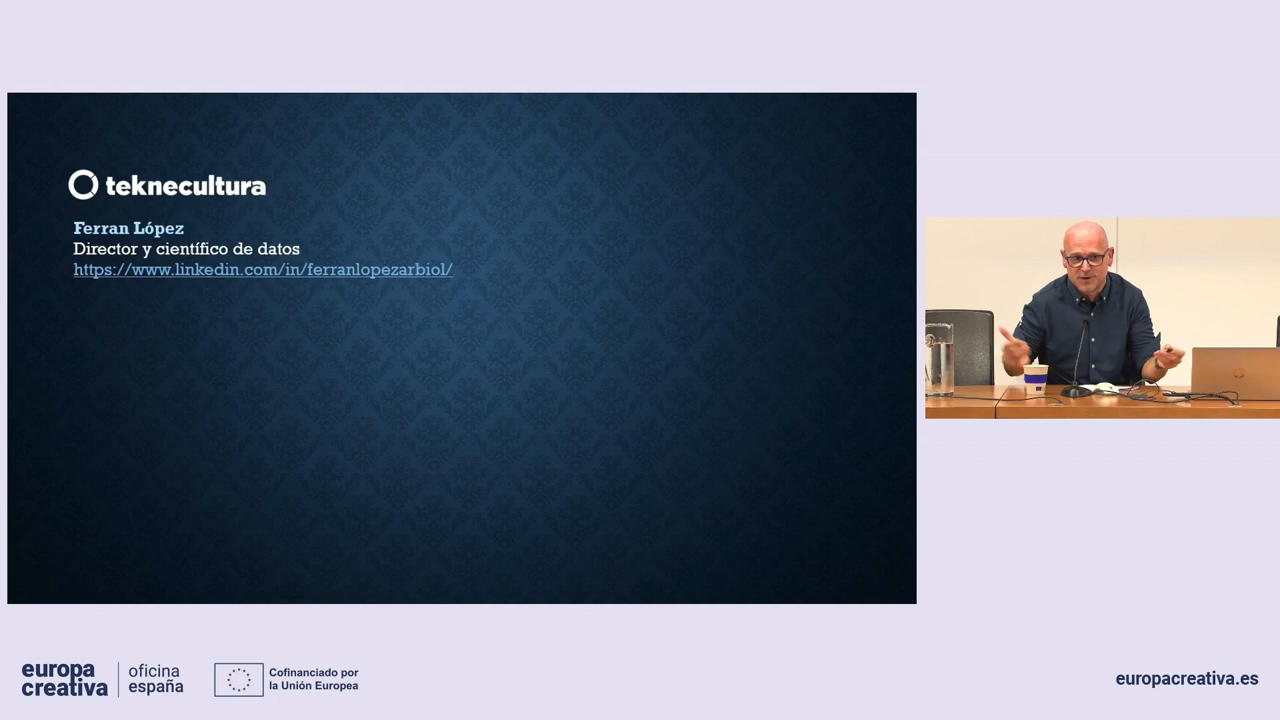 teknecultura
Ferran López
Director y científico de datos
https://www.linkedin.com/in/ferranlopezarbiol/
europa
creativa
oficina
españa
Cofinanciado por
la Unión Europea
europacreativa.es